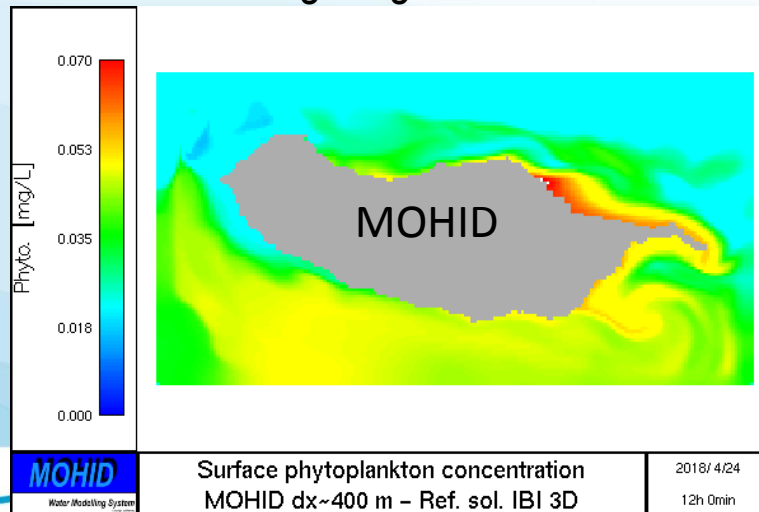 0.070
0.053
0.035
0.018
0.000
Phyto. [mg/L]
MOHID
MOHID
Water Modelling System
Surface phytoplankton concentration
MOHID dx~400 m – Ref. sol. IBI 3D
2018/ 4/24
12h 0min